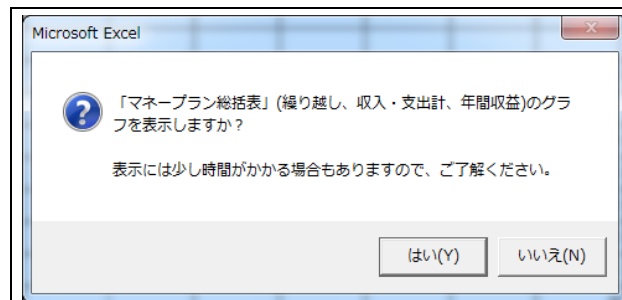 Microsoft Excel
「マネープラン総括表」(繰り越し、収入・支出計、年間収益)のグラ
フを表示しますか？
表示には少し時間がかかる場合もありますので、ご了解ください。
はい(Y)
いいえ(N)